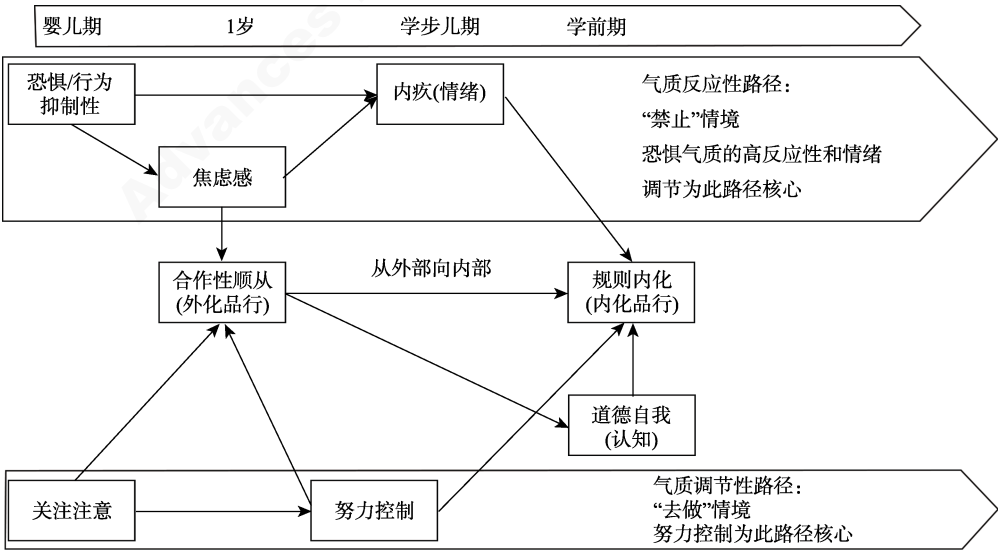 婴儿期 1岁 学步儿期 学前期
恐惧/行为
抑制性
内疚(情绪)
气质反应性路径：
“禁止”情境
恐惧气质的高反应性和情绪
调节为此路径核心
焦虑感
合作性顺从
(外化品行)
从外部向内部
规则内化
(内化品行)
道德自我
(认知)
关注注意
努力控制
气质调节性路径：
“去做”情境
努力控制为此路径核心
Advances